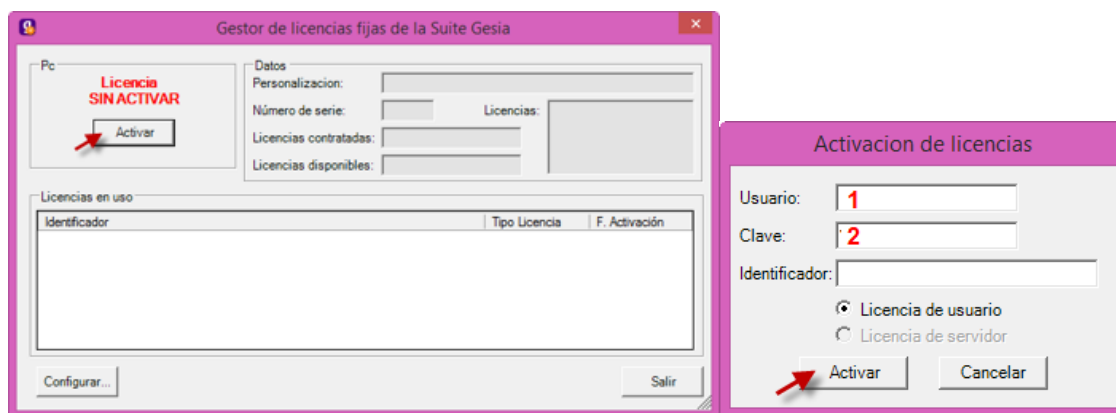 Gestor de licencias fijas de la Suite Gesia
Pc
Licencia
SIN ACTIVAR
Activar
Datos
Personalizacion:
Número de serie:
Licencias:
Licencias contratadas:
Licencias disponibles:
Licencias en uso
Identificador
Tipo Licencia
F. Activación
Configurar...
Salir
Activacion de licencias
Usuario:
1
Clave:
2
Identificador:
Licencia de usuario
Licencia de servidor
Activar
Cancelar